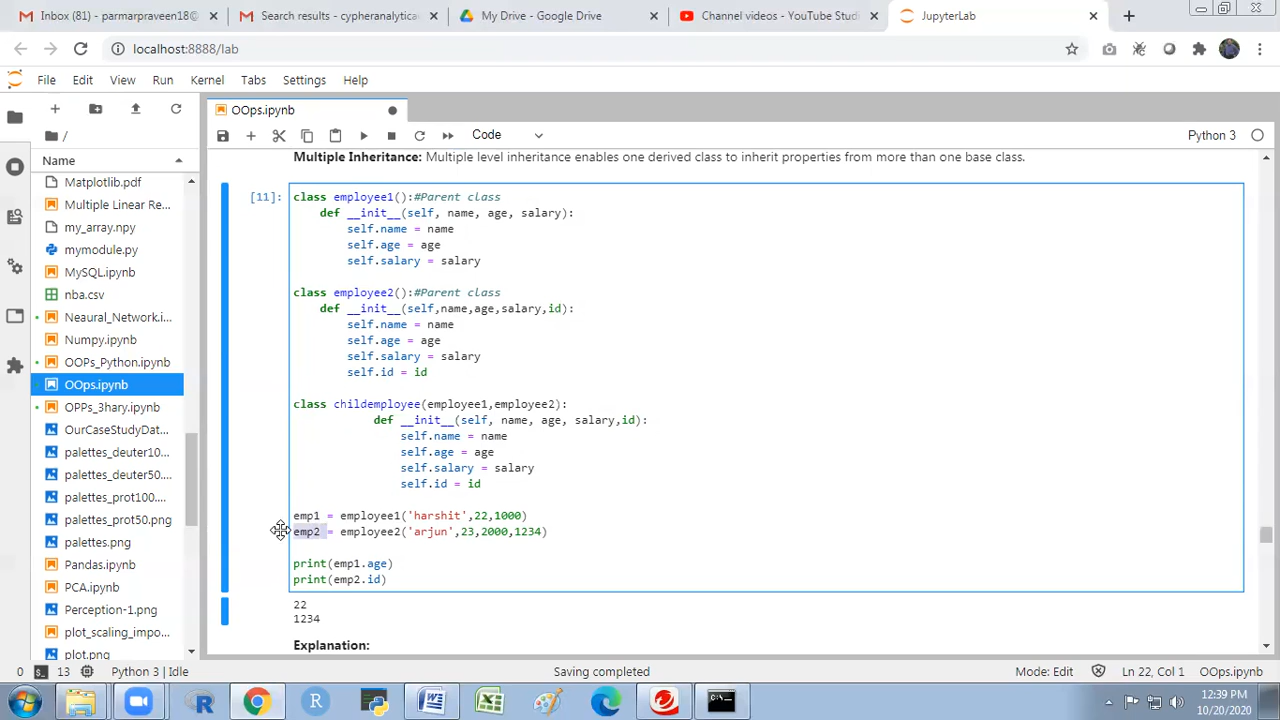 Inbox (81) - parmarpraveen18@
Search results - cypheranalytica
My Drive - Google Drive
Channel videos - YouTube Studi
JupyterLab
localhost:8888/lab
File Edit View Run Kernel Tabs Settings Help
OOps.ipynb
/
Code
Python 3
Name
Matplotlib.pdf
Multiple Linear Re...
my_array.npy
mymodule.py
MySQL.ipynb
nba.csv
Neaural_Network.i...
Numpy.ipynb
OOPs_Python.ipynb
OOps.ipynb
OPPs_3hary.ipynb
OurCaseStudyDat...
palettes_deuter10...
palettes_deuter50....
palettes_prot100....
palettes_prot50.png
palettes.png
Pandas.ipynb
PCA.ipynb
Perception-1.png
plot_scaling_impo...
plot.png
Multiple Inheritance: Multiple level inheritance enables one derived class to inherit properties from more than one base class.
[11]:
class employee1():#Parent class
def __init__(self, name, age, salary):
self.name = name
self.age = age
self.salary = salary
class employee2():#Parent class
def __init__(self,name,age,salary,id):
self.name = name
self.age = age
self.salary = salary
self.id = id
class childemployee(employee1,employee2):
def __init__(self, name, age, salary,id):
self.name = name
self.age = age
self.salary = salary
self.id = id
emp1 = employee1('harshit',22,1000)
emp2 = employee2('arjun',23,2000,1234)
print(emp1.age)
print(emp2.id)
22
1234
Explanation:
0 13 Python 3 | Idle
Saving completed
Mode: Edit
Ln 22, Col 1
OOps.ipynb
12:39 PM
10/20/2020